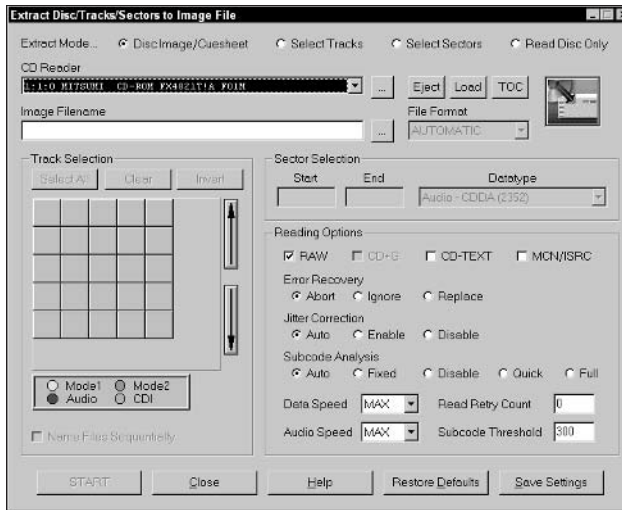 Extract Disc/Tracks/Sectors to Image File
Extract Mode... Disc Image/Cuesheet Select Tracks Select Sectors Read Disc Only
CD Reader
1:1:0 MITSUMI CD-ROM FX4821T!A F01M ... Eject Load TOC
Image Filename File Format
... AUTOMATIC
Track Selection Sector Selection
Select All Clear Invert Start End Datatype
Audio - CDDA (2352)
Reading Options
RAW CD+G CD-TEXT MCN/ISRC
Error Recovery
Abort Ignore Replace
Jitter Correction
Auto Enable Disable
Subcode Analysis
Auto Fixed Disable Quick Full
Mode1 Mode2
Audio CDI
Data Speed MAX Read Retry Count 0
Name Files Sequentially
Audio Speed MAX Subcode Threshold 300
START Close Help Restore Defaults Save Settings